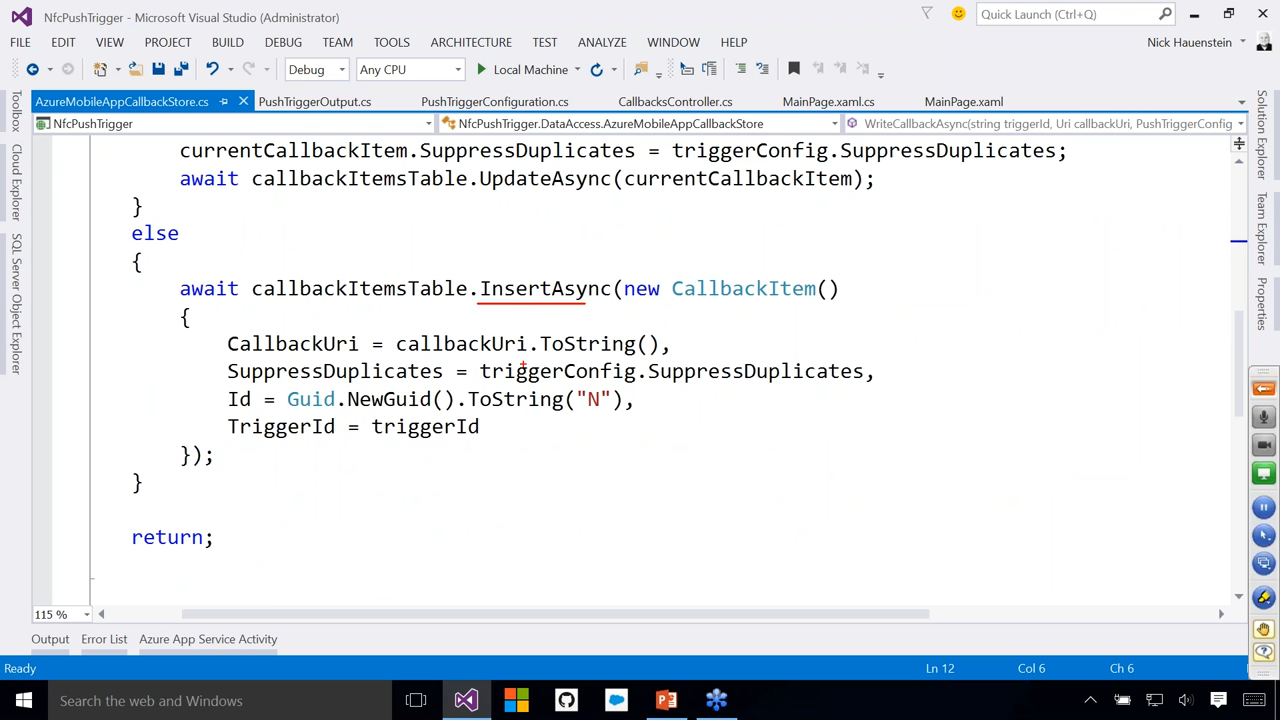 NfcPushTrigger - Microsoft Visual Studio (Administrator)
Quick Launch (Ctrl+Q)
FILE EDIT VIEW PROJECT BUILD DEBUG TEAM TOOLS ARCHITECTURE TEST ANALYZE WINDOW HELP
Nick Hauenstein
Debug Any CPU Local Machine
AzureMobileAppCallbackStore.cs PushTriggerOutput.cs PushTriggerConfiguration.cs CallbacksController.cs MainPage.xaml.cs MainPage.xaml
NfcPushTrigger NfcPushTrigger.DataAccess.AzureMobileAppCallbackStore WriteCallbackAsync(string triggerId, Uri callbackUri, PushTriggerConfig
Toolbox
Cloud Explorer
SQL Server Object Explorer
currentCallbackItem.SuppressDuplicates = triggerConfig.SuppressDuplicates;
await callbackItemsTable.UpdateAsync(currentCallbackItem);
}
else
{
await callbackItemsTable.InsertAsync(new CallbackItem()
{
CallbackUri = callbackUri.ToString(),
SuppressDuplicates = triggerConfig.SuppressDuplicates,
Id = Guid.NewGuid().ToString("N"),
TriggerId = triggerId
});
}
return;
Solution Explorer
Team Explorer
Properties
115 %
Output Error List Azure App Service Activity
Ready Ln 12 Col 6 Ch 6
Search the web and Windows